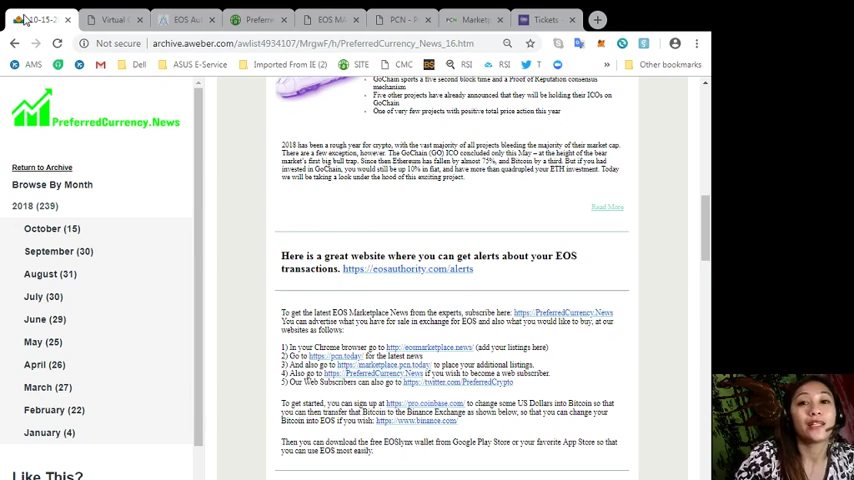 10-15-2
Virtual C
EOS Aut
Preferre
EOS MA
PCN - P
Market
Tickets
Not secure
archive.aweber.com/awlist4934107/MrgwF/h/PreferredCurrency_News_16.htm
AMS
Dell
ASUS E-Service
Imported From IE (2)
SITE
CMC
BS
RSI
RSI
T
»
Other bookmarks
PreferredCurrency.News
Return to Archive
Browse By Month
2018 (239)
October (15)
September (30)
August (31)
July (30)
June (29)
May (25)
April (26)
March (27)
February (22)
January (4)
Like This?
GoChain sports a five second block time and a Proof of Reputation consensus
mechanism
Five other projects have already announced that they will be holding their ICOs on
GoChain
One of very few projects with positive total price action this year
2018 has been a rough year for crypto, with the vast majority of all projects bleeding the majority of their market cap.
There are a few exception, however. The GoChain (GO) ICO concluded only this May – at the height of the bear
market's first big bull trap. Since then Ethereum has fallen by almost 75%, and Bitcoin by a third. But if you had
invested in GoChain, you would still be up 10% in fiat, and have more than quadrupled your ETH investment. Today
we will be taking a look under the hood of this exciting project.
Read More
Here is a great website where you can get alerts about your EOS
transactions. https://eosauthority.com/alerts
To get the latest EOS Marketplace News from the experts, subscribe here: https://PreferredCurrency.News
You can advertise what you have for sale in exchange for EOS and also what you would like to buy, at our
websites as follows:
1) In your Chrome browser go to http://eosmarketplace.news/ (add your listings here)
2) Go to https://pcn.today/ for the latest news
3) And also go to https://marketplace.pcn.today/ to place your additional listings.
4) Also go to https://PreferredCurrency.News if you wish to become a web subscriber.
5) Our Web Subscribers can also go to https://twitter.com/PreferredCrypto
To get started, you can sign up at https://pro.coinbase.com/ to change some US Dollars into Bitcoin so that
you can then transfer that Bitcoin to the Binance Exchange as shown below, so that you can change your
Bitcoin into EOS if you wish: https://www.binance.com/
Then you can download the free EOSlynx wallet from Google Play Store or your favorite App Store so that
you can use EOS most easily.